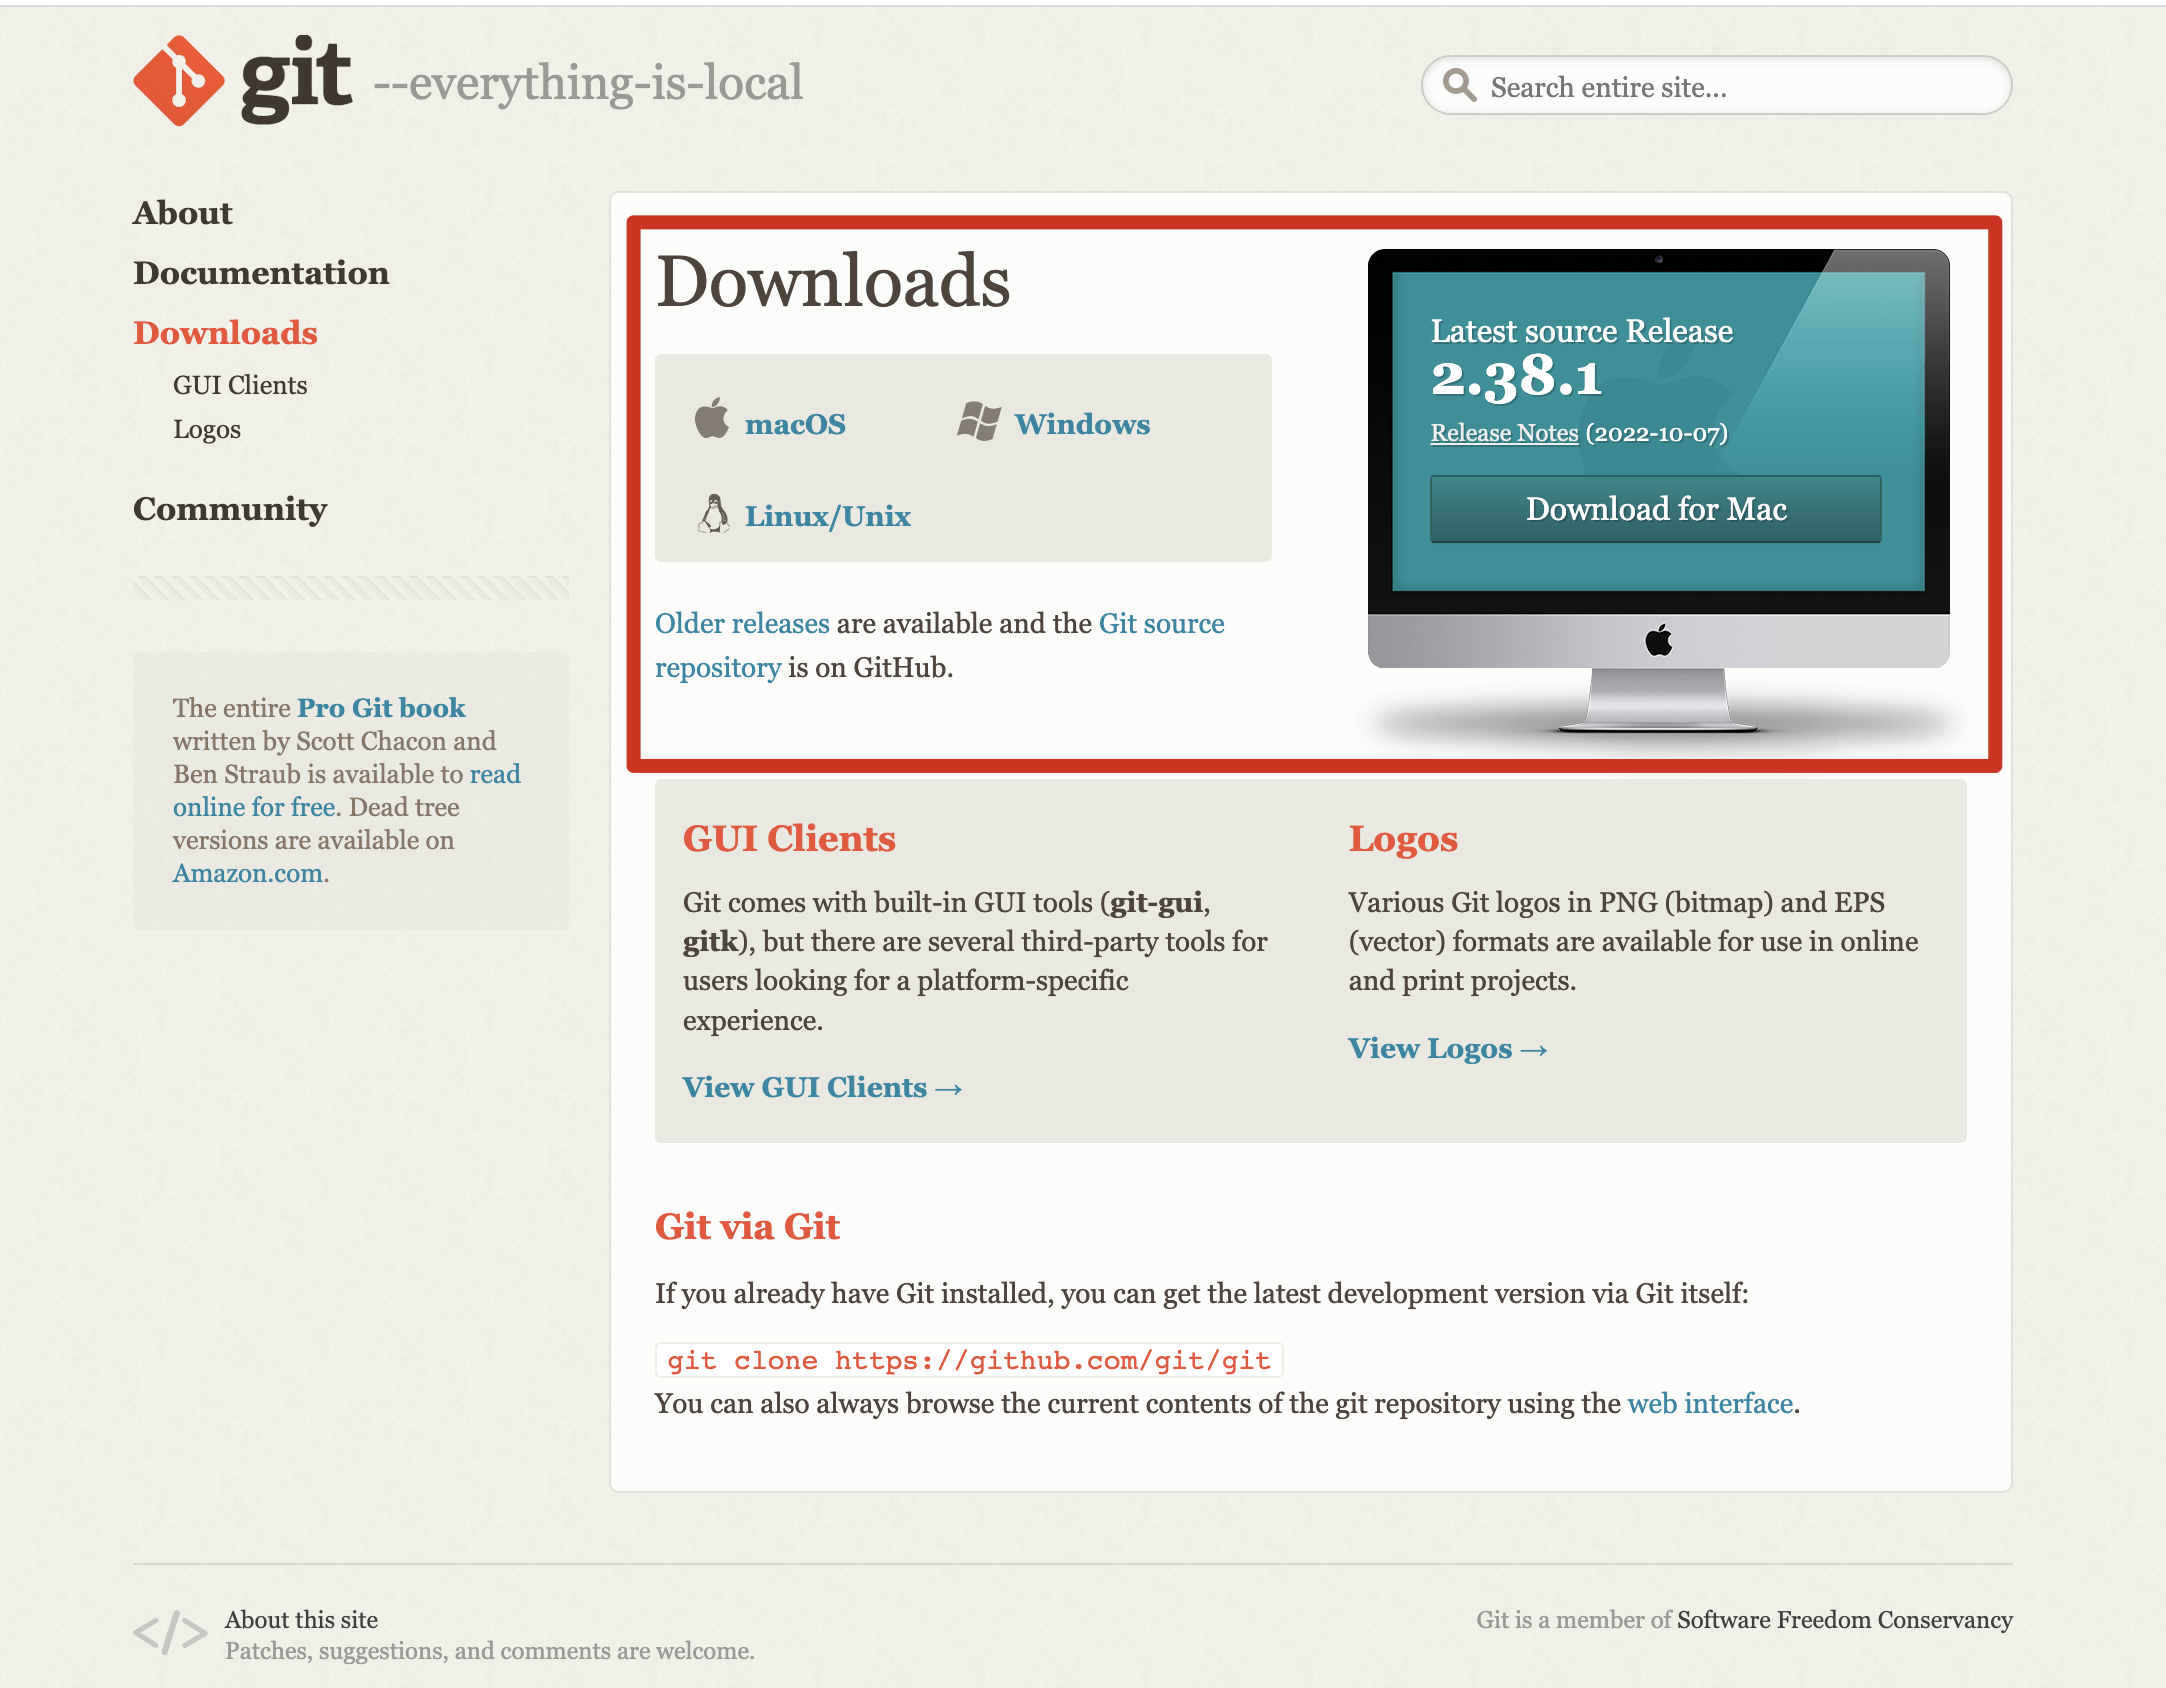 git --everything-is-local
Search entire site...
About
Documentation
Downloads
GUI Clients
Logos
Community
The entire Pro Git book
written by Scott Chacon and
Ben Straub is available to read
online for free. Dead tree
versions are available on
Amazon.com.
Downloads
macOS
Windows
Linux/Unix
Older releases are available and the Git source
repository is on GitHub.
Latest source Release
2.38.1
Release Notes (2022-10-07)
Download for Mac
GUI Clients
Git comes with built-in GUI tools (git-gui,
gitk), but there are several third-party tools for
users looking for a platform-specific
experience.
View GUI Clients →
Logos
Various Git logos in PNG (bitmap) and EPS
(vector) formats are available for use in online
and print projects.
View Logos →
Git via Git
If you already have Git installed, you can get the latest development version via Git itself:
git clone https://github.com/git/git
You can also always browse the current contents of the git repository using the web interface.
</> About this site
Patches, suggestions, and comments are welcome.
Git is a member of Software Freedom Conservancy